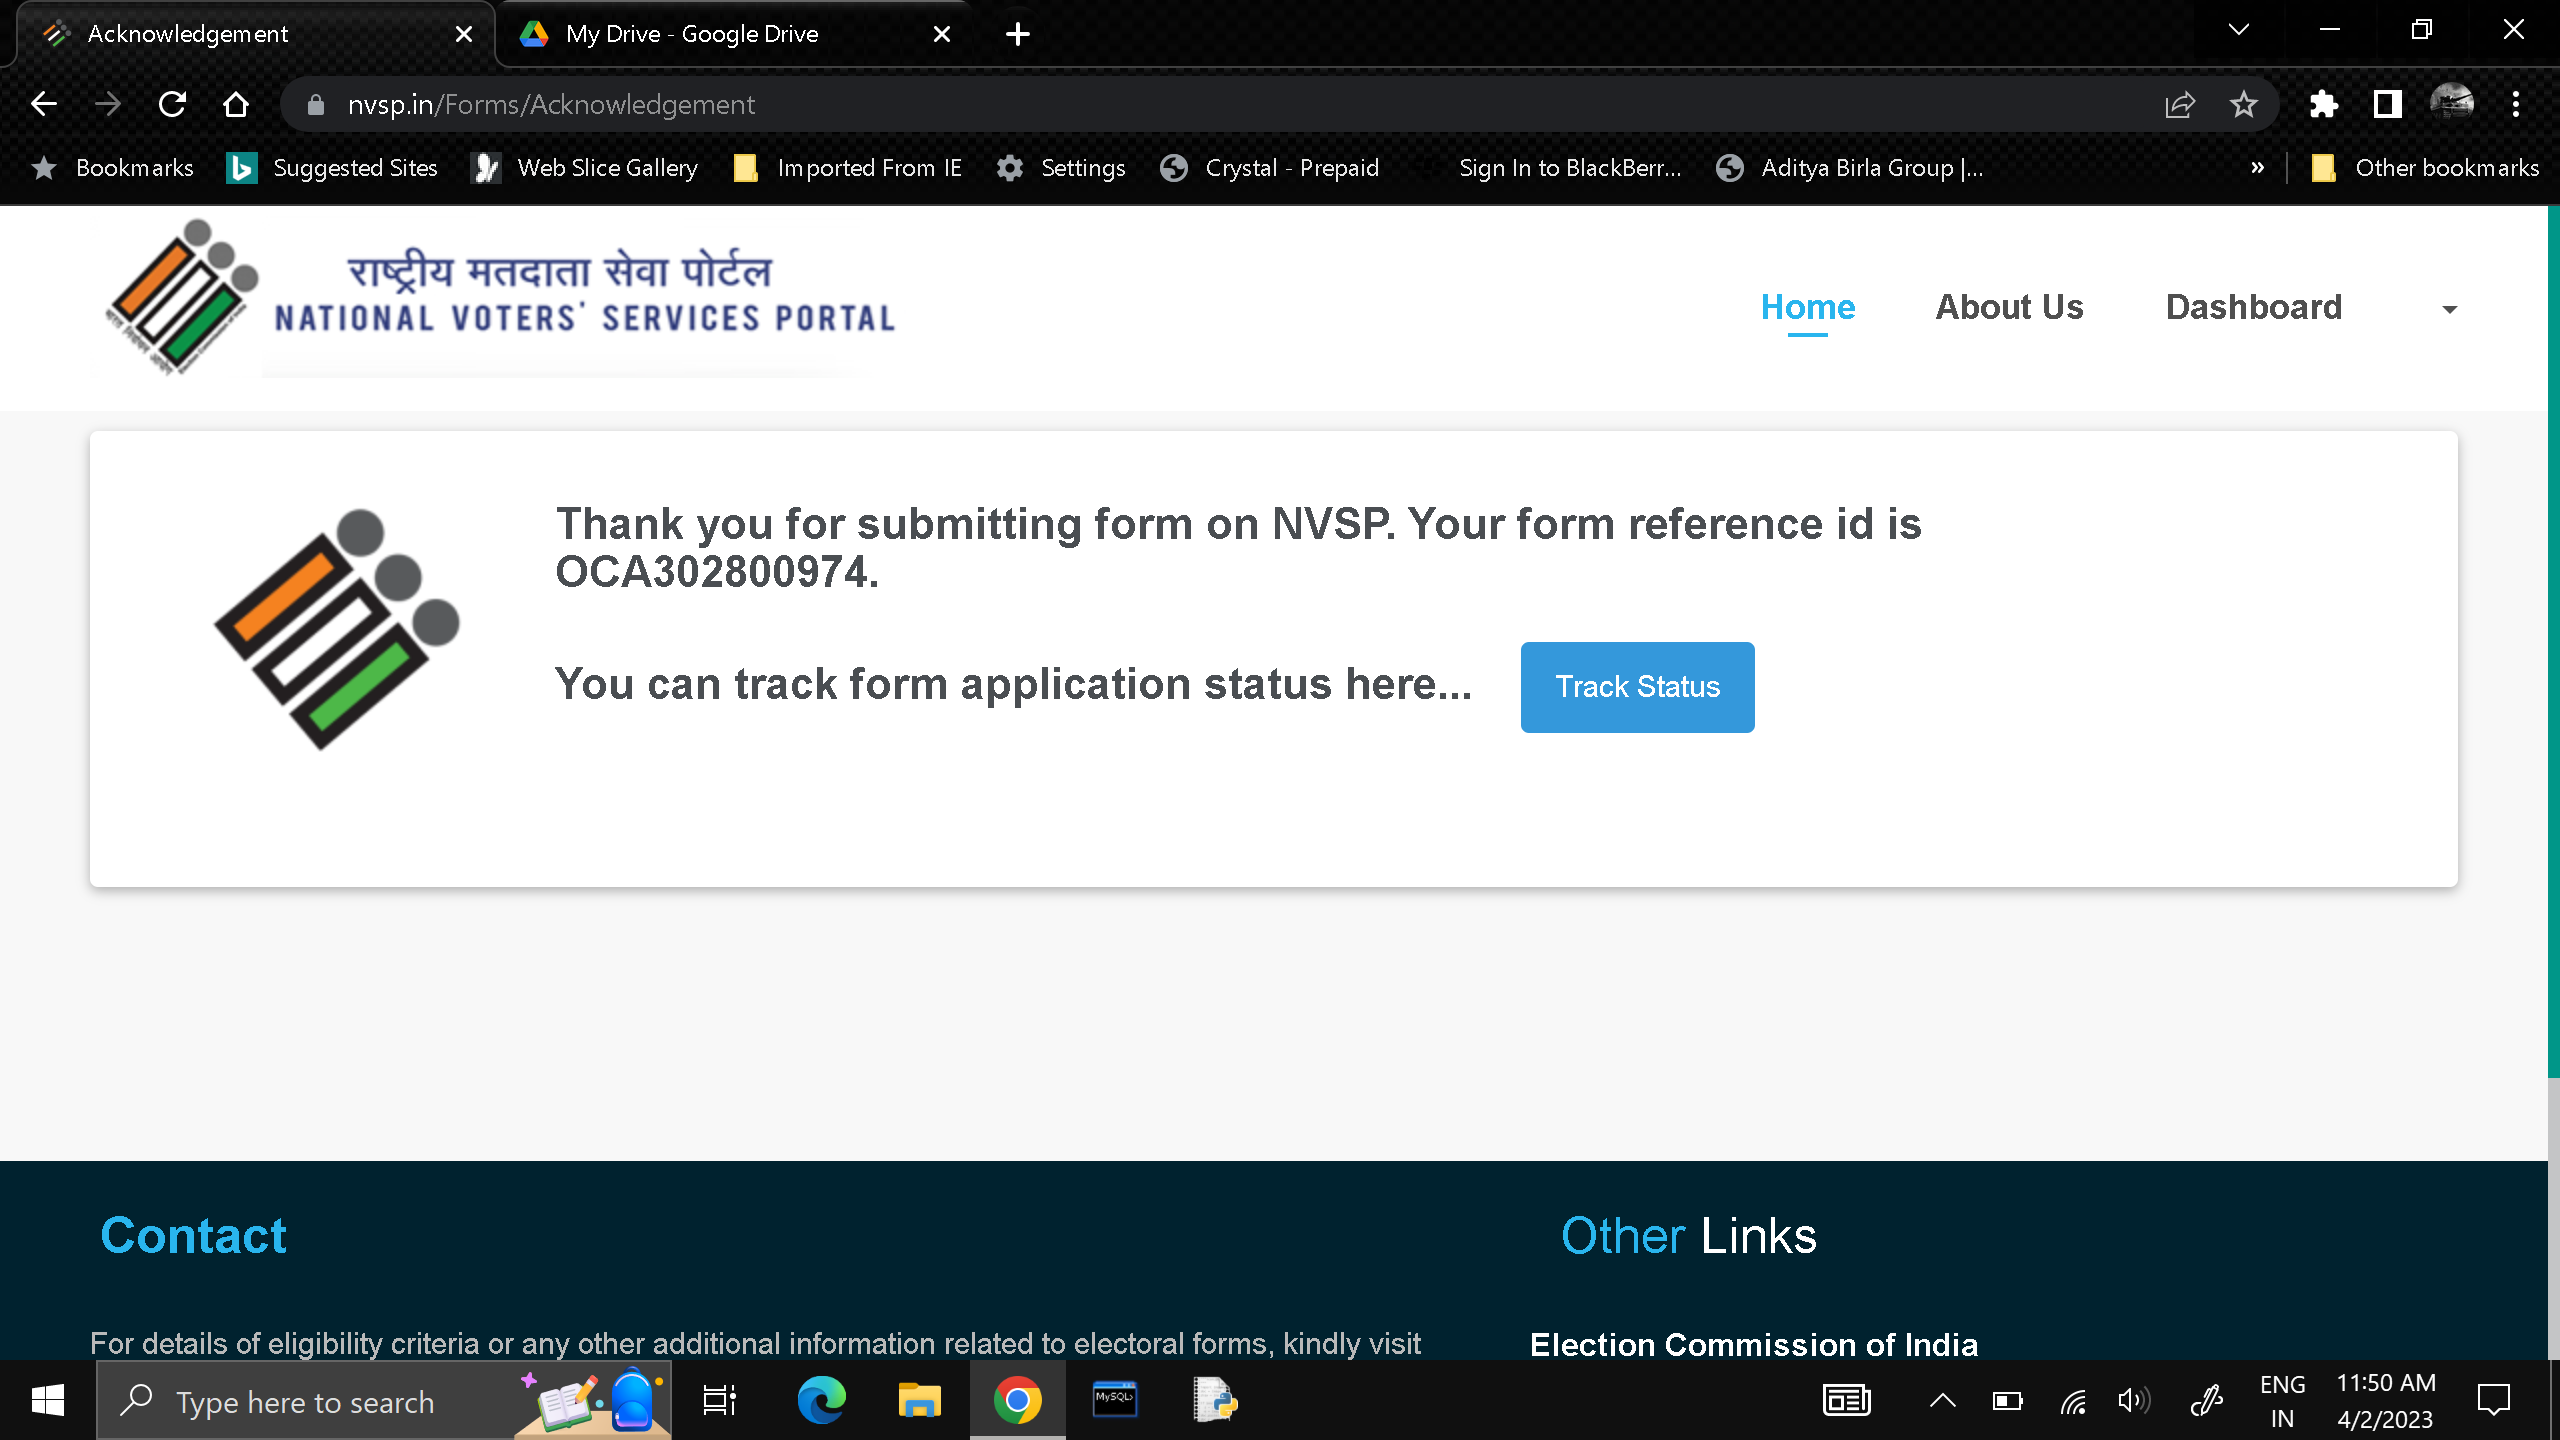 Acknowledgement
My Drive - Google Drive
nvsp.in/Forms/Acknowledgement
Bookmarks
Suggested Sites
Web Slice Gallery
Imported From IE
Settings
Crystal - Prepaid
Sign In to BlackBerr...
Aditya Birla Group |...
»
Other bookmarks
राष्ट्रीय मतदाता सेवा पोर्टल
NATIONAL VOTERS' SERVICES PORTAL
Home
About Us
Dashboard
Thank you for submitting form on NVSP. Your form reference id is
OCA302800974.
You can track form application status here...
Track Status
Contact
Other Links
For details of eligibility criteria or any other additional information related to electoral forms, kindly visit
Election Commission of India
Type here to search
MySQL>
ENG
IN
11:50 AM
4/2/2023